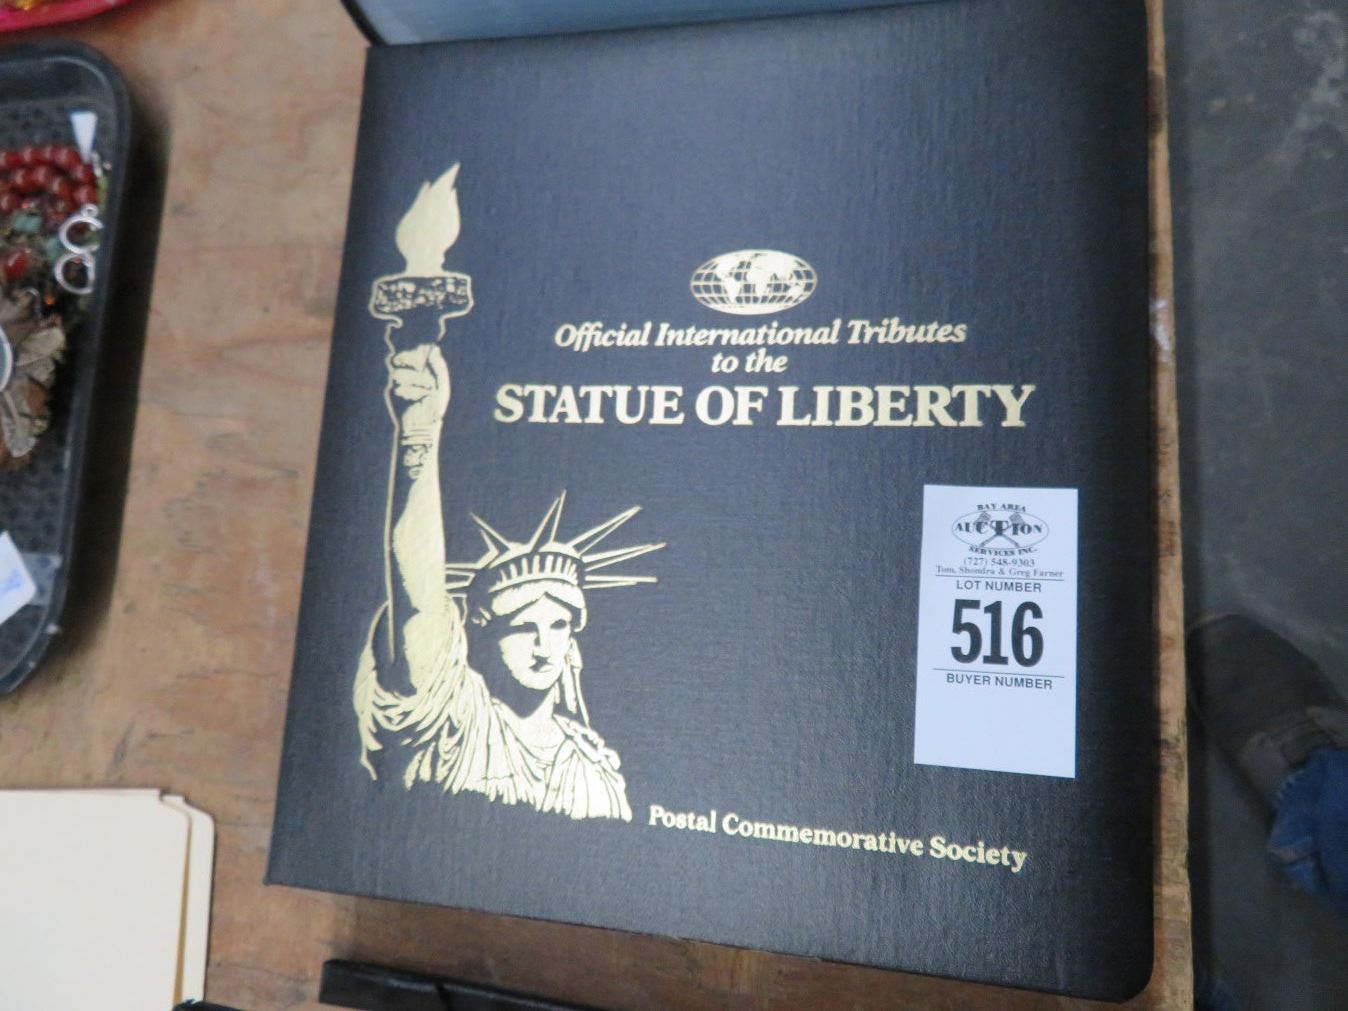 Official International Tributes
to the
STATUE OF LIBERTY
BAY AREA
AUCTION
SERVICES INC.
(727) 548-9303
Tom, Shondra & Greg Farner
LOT NUMBER
516
BUYER NUMBER
Postal Commemorative Society